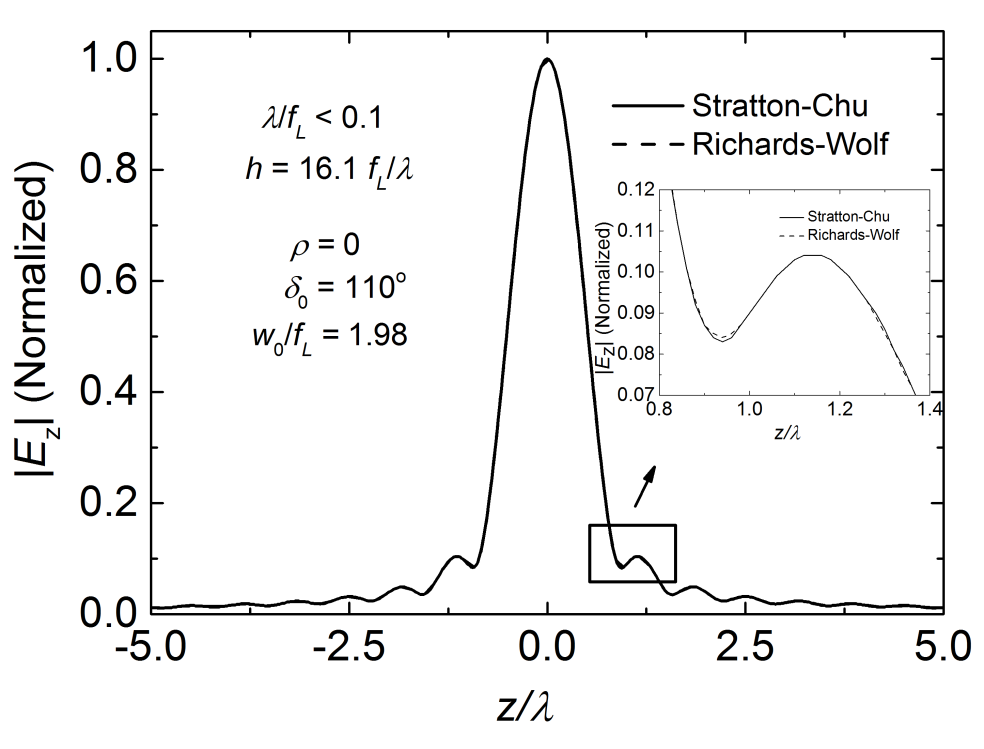 |E_z| (Normalized)
1.0
0.8
0.6
0.4
0.2
0.0
λ/f_L < 0.1
h = 16.1 f_L/λ
ρ = 0
δ_0 = 110°
w_0/f_L = 1.98
Stratton-Chu
Richards-Wolf
|E_z| (Normalized)
0.12
0.11
0.10
0.09
0.08
0.07
Stratton-Chu
Richards-Wolf
0.8 1.0 1.2 1.4
z/λ
-5.0 -2.5 0.0 2.5 5.0
z/λ